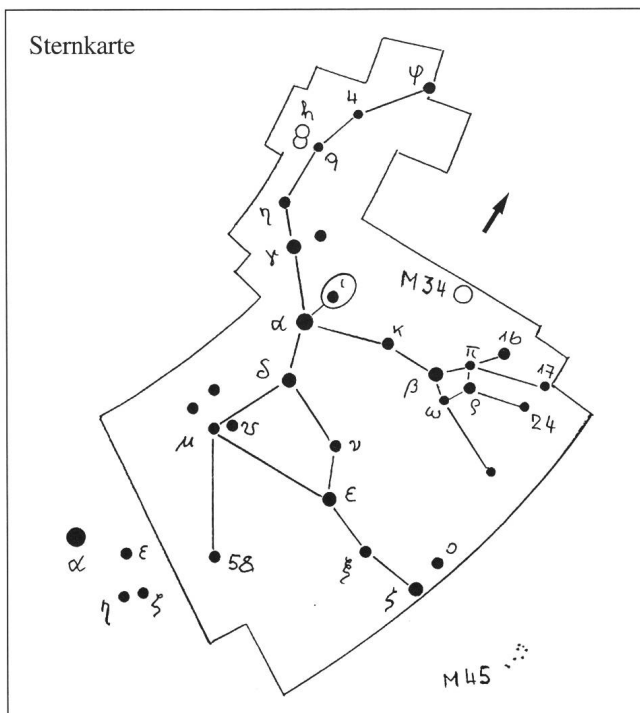 Sternkarte
φ
4
h
9
η
γ
M34
ι
α
κ
16
π
δ
β
17
ω
ρ
24
μ
ν
ε
α
ε
58
ξ
ο
η
ζ
ζ
M45